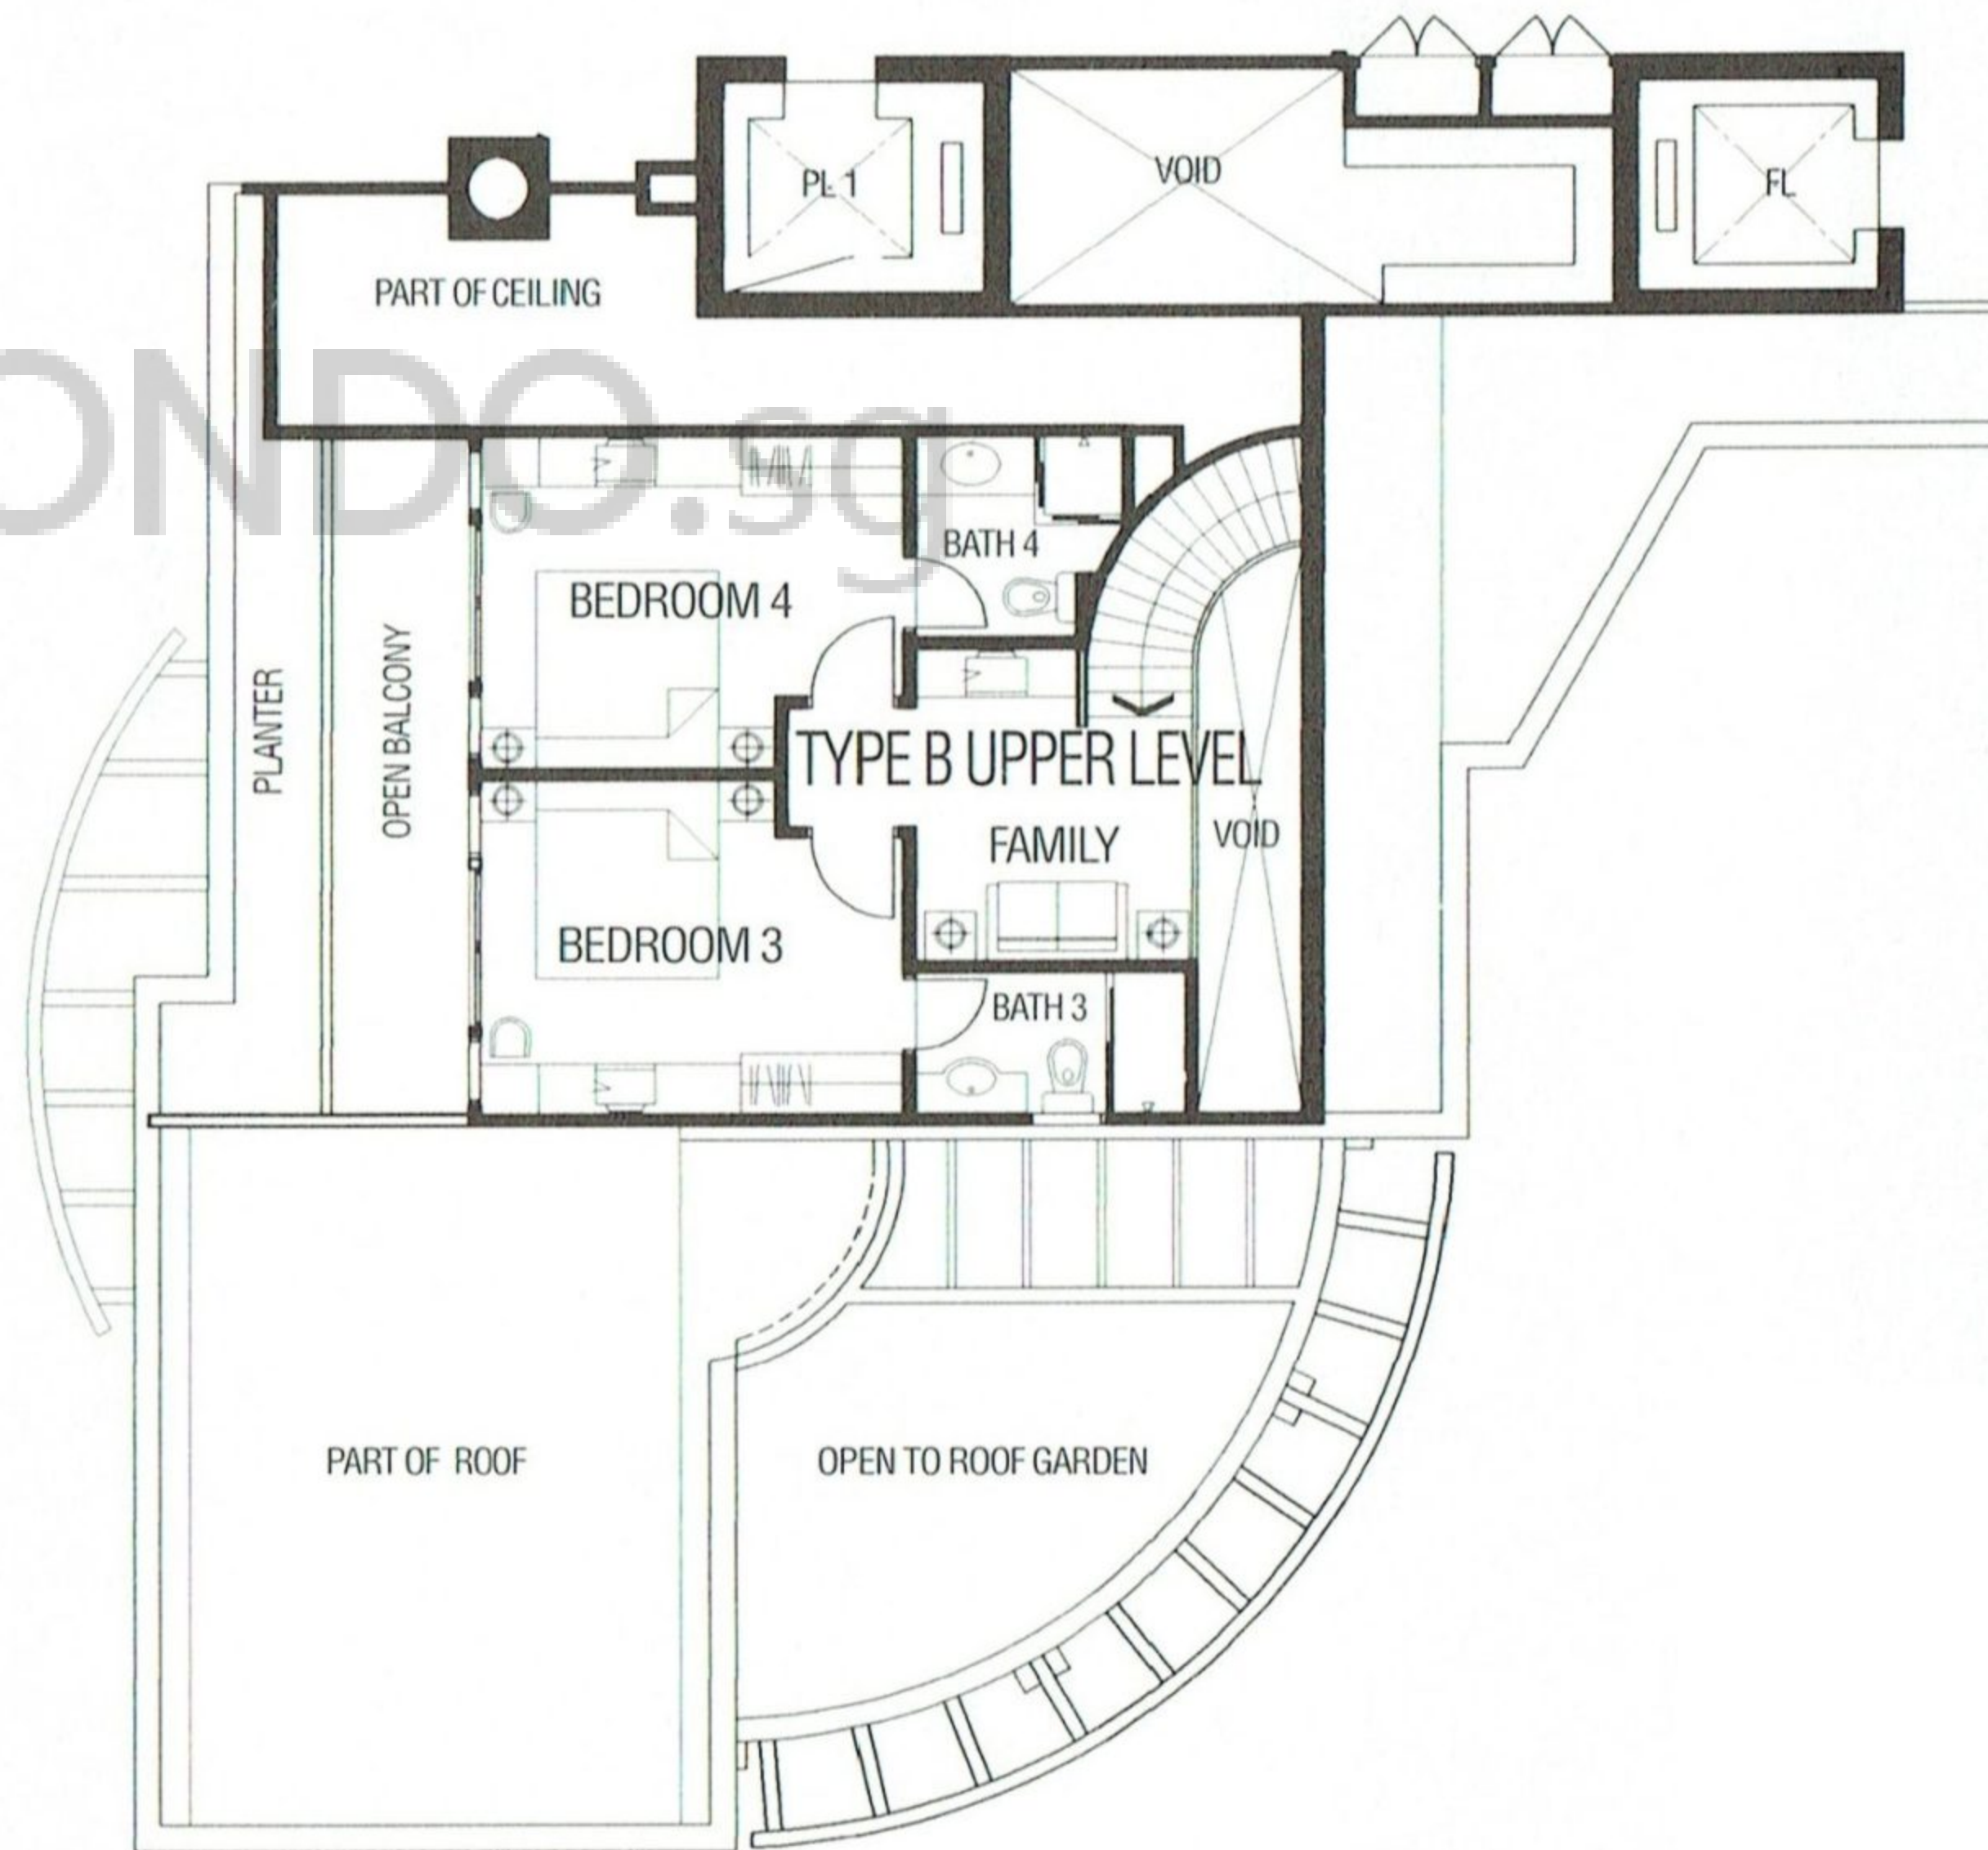 PL 1
VOID
FL
PART OF CEILING
ONDO.sg
BATH 4
BEDROOM 4
PLANTER
OPEN BALCONY
TYPE B UPPER LEVEL
FAMILY
VOID
BEDROOM 3
BATH 3
PART OF ROOF
OPEN TO ROOF GARDEN